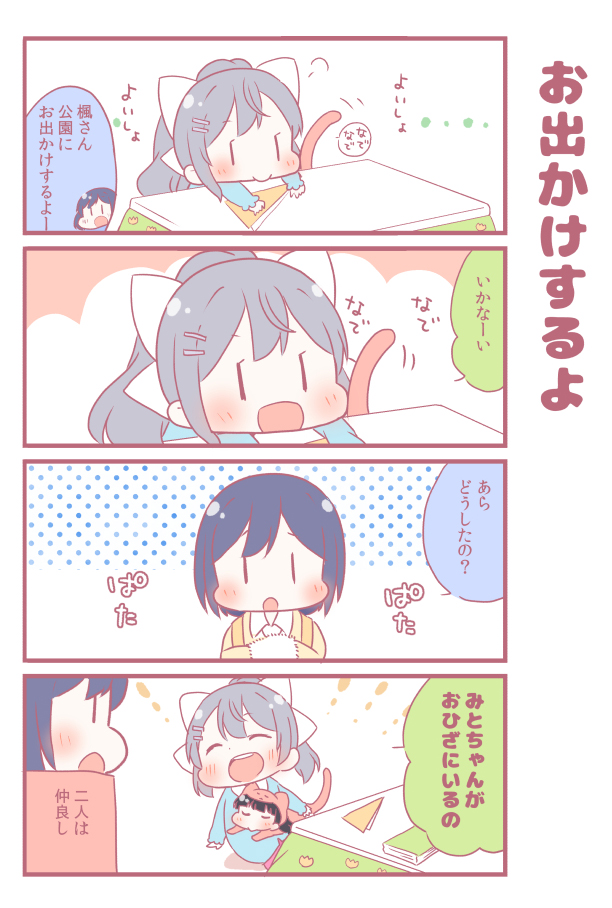 お出かけするよ
よいしょ
なで
なで
よいしょ
楓さん
公園に
お出かけするよー
いかなーい
なで
なで
あら
どうしたの？
ぱた
ぱた
みとちゃんが
おひざにいるの
二人は
仲良し